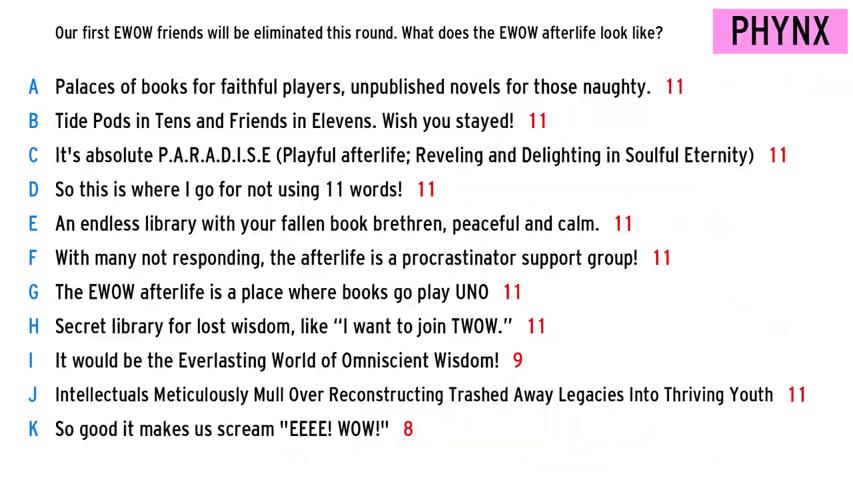 Our first EWOW friends will be eliminated this round. What does the EWOW afterlife look like?
PHYNX
A Palaces of books for faithful players, unpublished novels for those naughty. 11
B Tide Pods in Tens and Friends in Elevens. Wish you stayed! 11
C It's absolute P.A.R.A.D.I.S.E (Playful afterlife; Reveling and Delighting in Soulful Eternity) 11
D So this is where I go for not using 11 words! 11
E An endless library with your fallen book brethren, peaceful and calm. 11
F With many not responding, the afterlife is a procrastinator support group! 11
G The EWOW afterlife is a place where books go play UNO 11
H Secret library for lost wisdom, like “I want to join TWOW.” 11
I It would be the Everlasting World of Omniscient Wisdom! 9
J Intellectuals Meticulously Mull Over Reconstructing Trashed Away Legacies Into Thriving Youth 11
K So good it makes us scream "EEEE! WOW!" 8